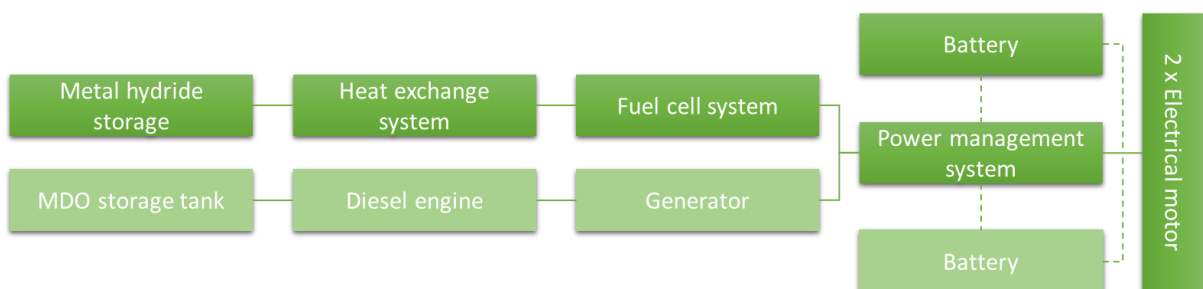 Battery
Metal hydride
storage
Heat exchange
system
Fuel cell system
Power management
system
2 x Electrical motor
MDO storage tank
Diesel engine
Generator
Battery